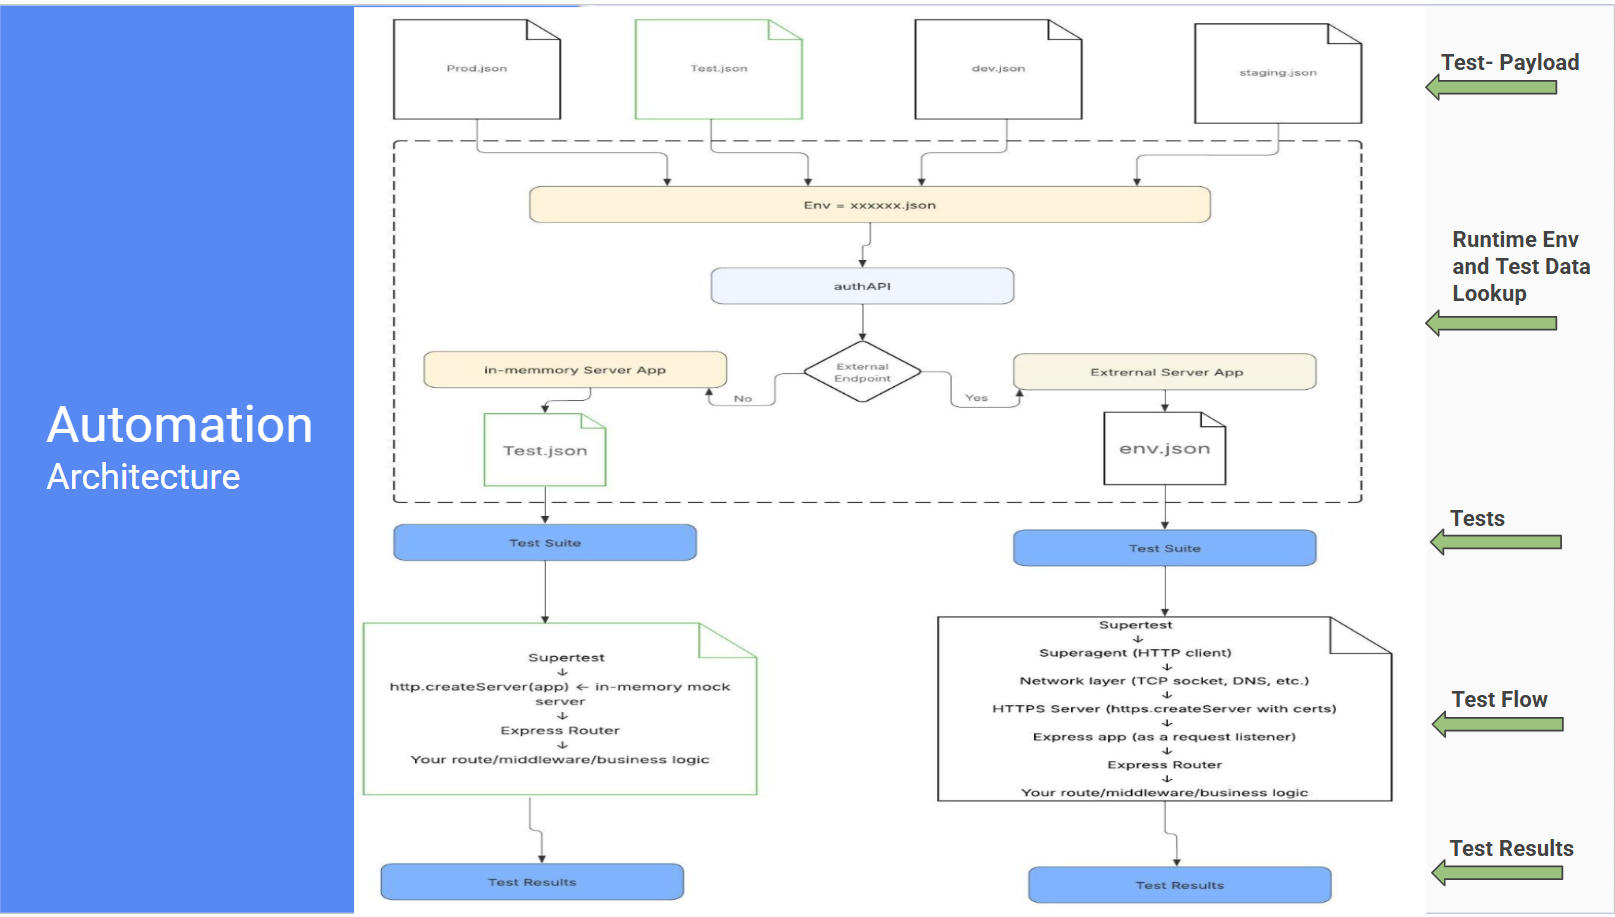 Automation
Architecture
Prod.json
Test.json
dev.json
staging.json
Test- Payload
Env = xxxxxx.json
Runtime Env
and Test Data
Lookup
authAPI
External
Endpoint
in-memmory Server App
No
Yes
Extrernal Server App
Test.json
env.json
Tests
Test Suite
Test Suite
Supertest
↓
http.createServer(app) ← in-memory mock
server
↓
Express Router
↓
Your route/middleware/business logic
Supertest
↓
Superagent (HTTP client)
↓
Network layer (TCP socket, DNS, etc.)
↓
HTTPS Server (https.createServer with certs)
↓
Express app (as a request listener)
↓
Express Router
↓
Your route/middleware/business logic
Test Flow
Test Results
Test Results
Test Results